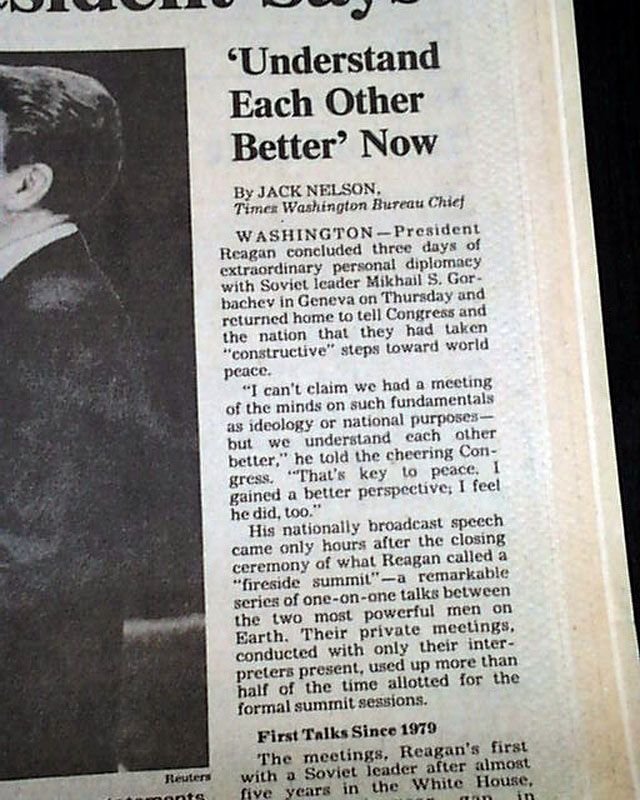 sident Says
‘Understand
Each Other
Better’ Now
By JACK NELSON,
Times Washington Bureau Chief
WASHINGTON—President
Reagan concluded three days of
extraordinary personal diplomacy
with Soviet leader Mikhail S. Gor-
bachev in Geneva on Thursday and
returned home to tell Congress and
the nation that they had taken
“constructive” steps toward world
peace.
“I can't claim we had a meeting
of the minds on such fundamentals
as ideology or national purposes—
but we understand each other
better,” he told the cheering Con-
gress. “That's key to peace. I
gained a better perspective; I feel
he did, too.”
His nationally broadcast speech
came only hours after the closing
ceremony of what Reagan called a
“fireside summit”—a remarkable
series of one-on-one talks between
the two most powerful men on
Earth. Their private meetings,
conducted with only their inter-
preters present, used up more than
half of the time allotted for the
formal summit sessions.
First Talks Since 1979
The meetings, Reagan's first
with a Soviet leader after almost
five years in the White House,
gap in
Reuters
tatements